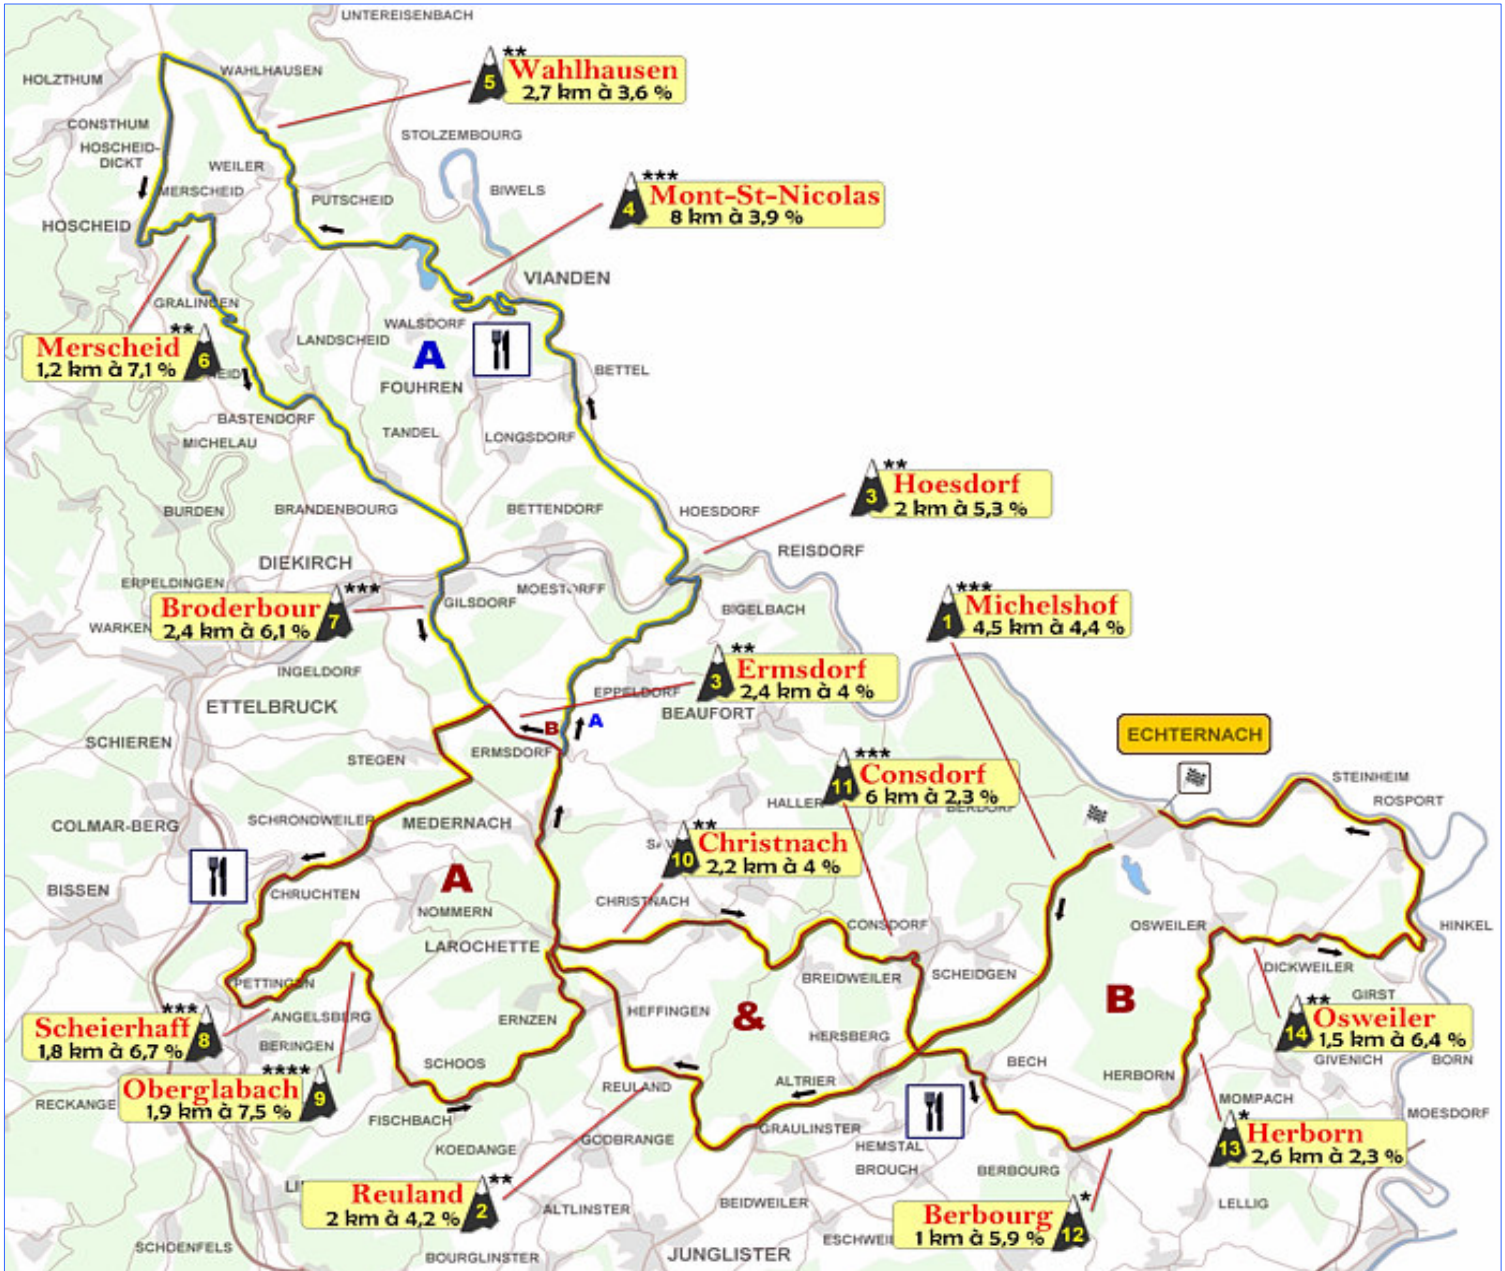 UNTEREISENBACH
WAHLHAUSEN
HOLZTHUM
**
5
Wahlhausen
2,7 km à 3,6 %
CONSTHUM
HOSCHEID-
DICKT
STOLZEMBOURG
WEILER
MERSCHEID
PUTSCHEID
BIWELS
***
4
Mont-St-Nicolas
8 km à 3,9 %
HOSCHEID
VIANDEN
GRALINGEN
WALSDORF
LANDSCHEID
A
FOUHREN
BETTEL
**
Merscheid
1,2 km à 7,1 %
6
BASTENDORF
MICHELAU
TANDEL
LONGSDORF
**
3
Hoesdorf
2 km à 5,3 %
BURDEN
BRANDENBOURG
BETTENDORF
HOESDORF
DIEKIRCH
REISDORF
ERPELDINGEN
MOESTORFF
GILSDORF
BIGELBACH
***
Broderbour
2,4 km à 6,1 %
7
***
1
Michelshof
4,5 km à 4,4 %
WARKEN
INGELDORF
**
3
Ermsdorf
2,4 km à 4 %
EPPELDORF
BEAUFORT
ETTELBRUCK
B
A
SCHIEREN
STEGEN
ERMSDORF
ECHTERNACH
***
11
Consdorf
6 km à 2,3 %
HALLER
BERDORF
STEINHEIM
ROSPORT
COLMAR-BERG
SCHRONDWEILER
MEDERNACH
**
10
Christnach
2,2 km à 4 %
BISSEN
CHRUCHTEN
A
NOMMERN
CHRISTNACH
CONSDORF
OSWEILER
HINKEL
LAROCHETTE
BREIDWEILER
SCHEIDGEN
DICKWEILER
GIRST
PETTINGEN
B
***
Scheierhaff
1,8 km à 6,7 %
8
ANGELSBERG
ERNZEN
HEFFINGEN
&
HERSBERG
**
14
Osweiler
1,5 km à 6,4 %
BERINGEN
SCHOOS
BECH
GIVENICH
BORN
****
Oberglabach
1,9 km à 7,5 %
9
REULAND
ALTRIER
HERBORN
RECKANGE
MOMPACH
MOESDORF
FISCHBACH
KOEDANGE
GODBRANGE
GRAULINSTER
HEMSTAL
BROUCH
BERBOURG
*
13
Herborn
2,6 km à 2,3 %
**
Reuland
2 km à 4,2 %
2
ALTLINSTER
BEIDWEILER
*
Berbourg
1 km à 5,9 %
12
LELLIG
SCHOENFELS
BOURGLINSTER
JUNGLISTER